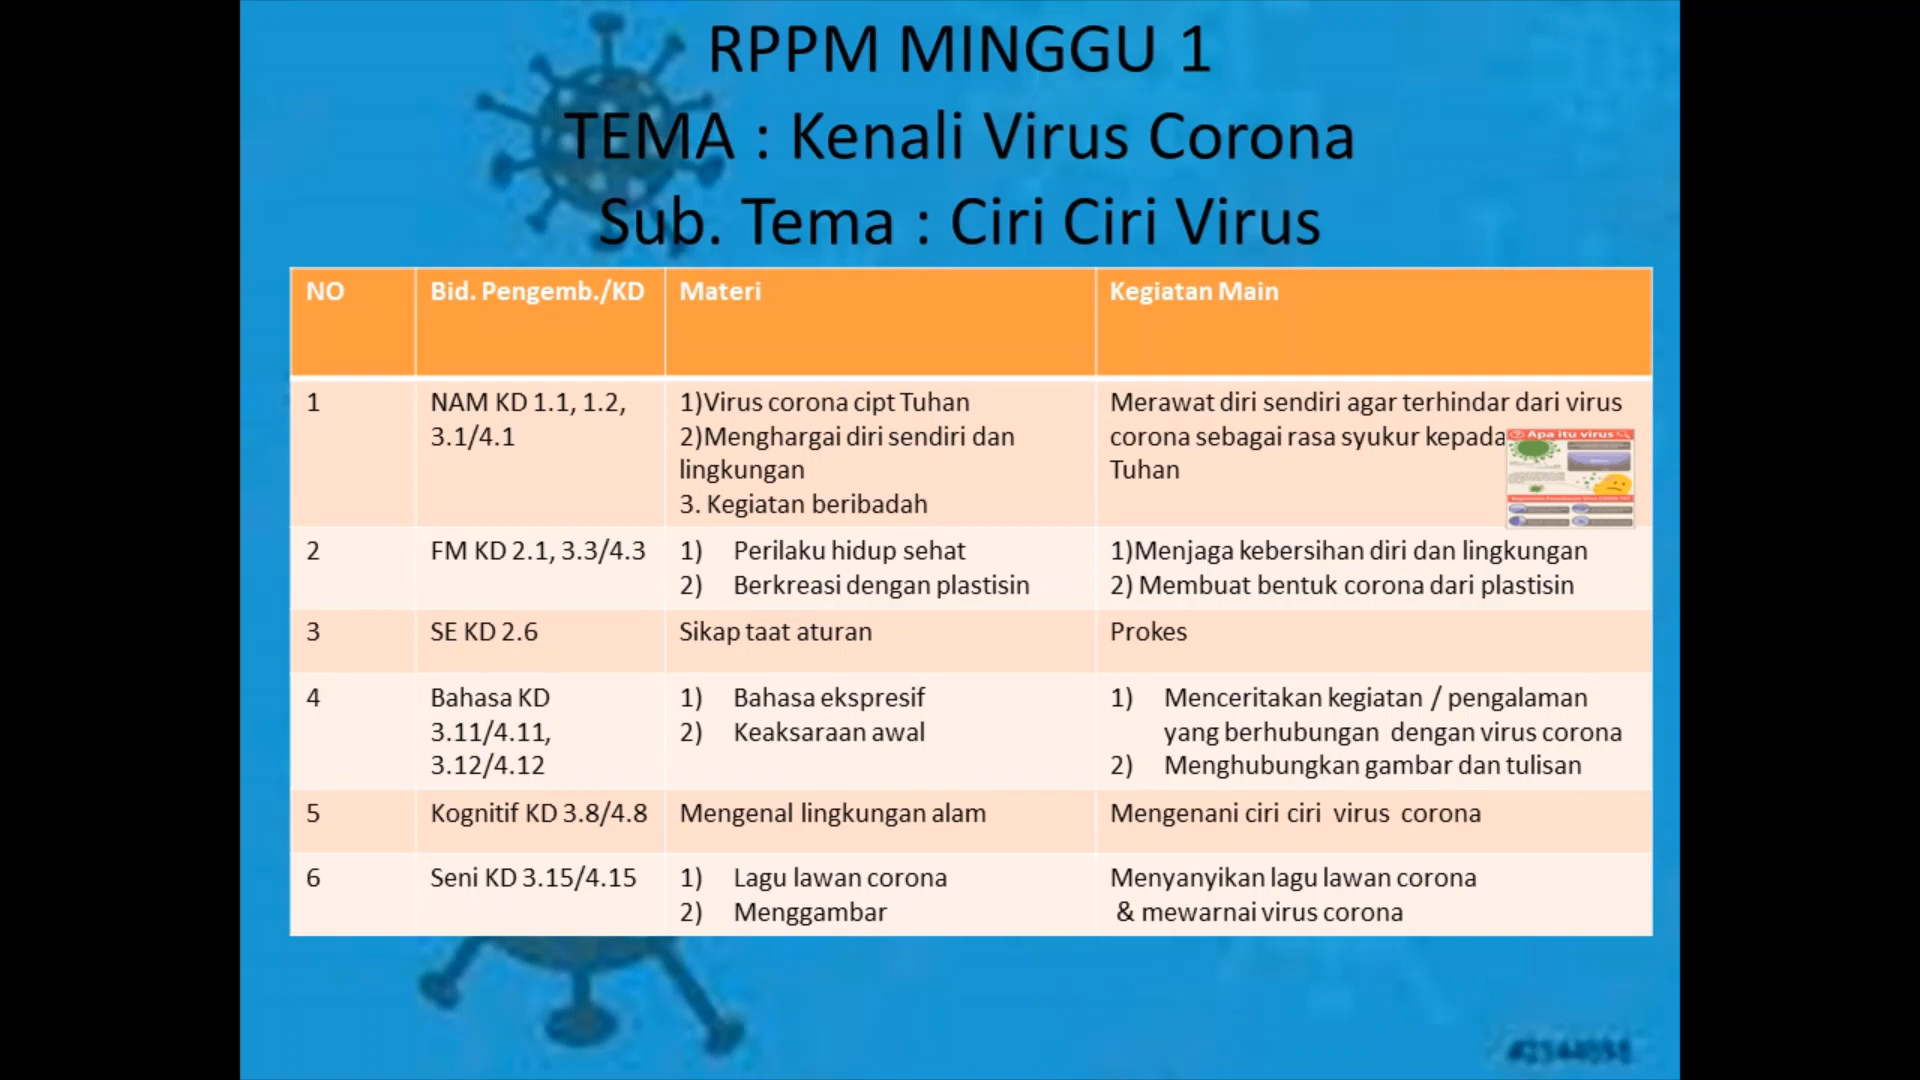 RPPM MINGGU 1
TEMA : Kenali Virus Corona
Sub. Tema : Ciri Ciri Virus
NO
Bid. Pengemb./KD
Materi
Kegiatan Main
1
NAM KD 1.1, 1.2,
3.1/4.1
1)Virus corona cipt Tuhan
2)Menghargai diri sendiri dan
lingkungan
3. Kegiatan beribadah
Merawat diri sendiri agar terhindar dari virus
corona sebagai rasa syukur kepada
Tuhan
Apa itu virus
2
FM KD 2.1, 3.3/4.3
1) Perilaku hidup sehat
2) Berkreasi dengan plastisin
1)Menjaga kebersihan diri dan lingkungan
2) Membuat bentuk corona dari plastisin
3
SE KD 2.6
Sikap taat aturan
Prokes
4
Bahasa KD
3.11/4.11,
3.12/4.12
1) Bahasa ekspresif
2) Keaksaraan awal
1) Menceritakan kegiatan / pengalaman
yang berhubungan dengan virus corona
2) Menghubungkan gambar dan tulisan
5
Kognitif KD 3.8/4.8
Mengenal lingkungan alam
Mengenani ciri ciri virus corona
6
Seni KD 3.15/4.15
1) Lagu lawan corona
2) Menggambar
Menyanyikan lagu lawan corona
& mewarnai virus corona